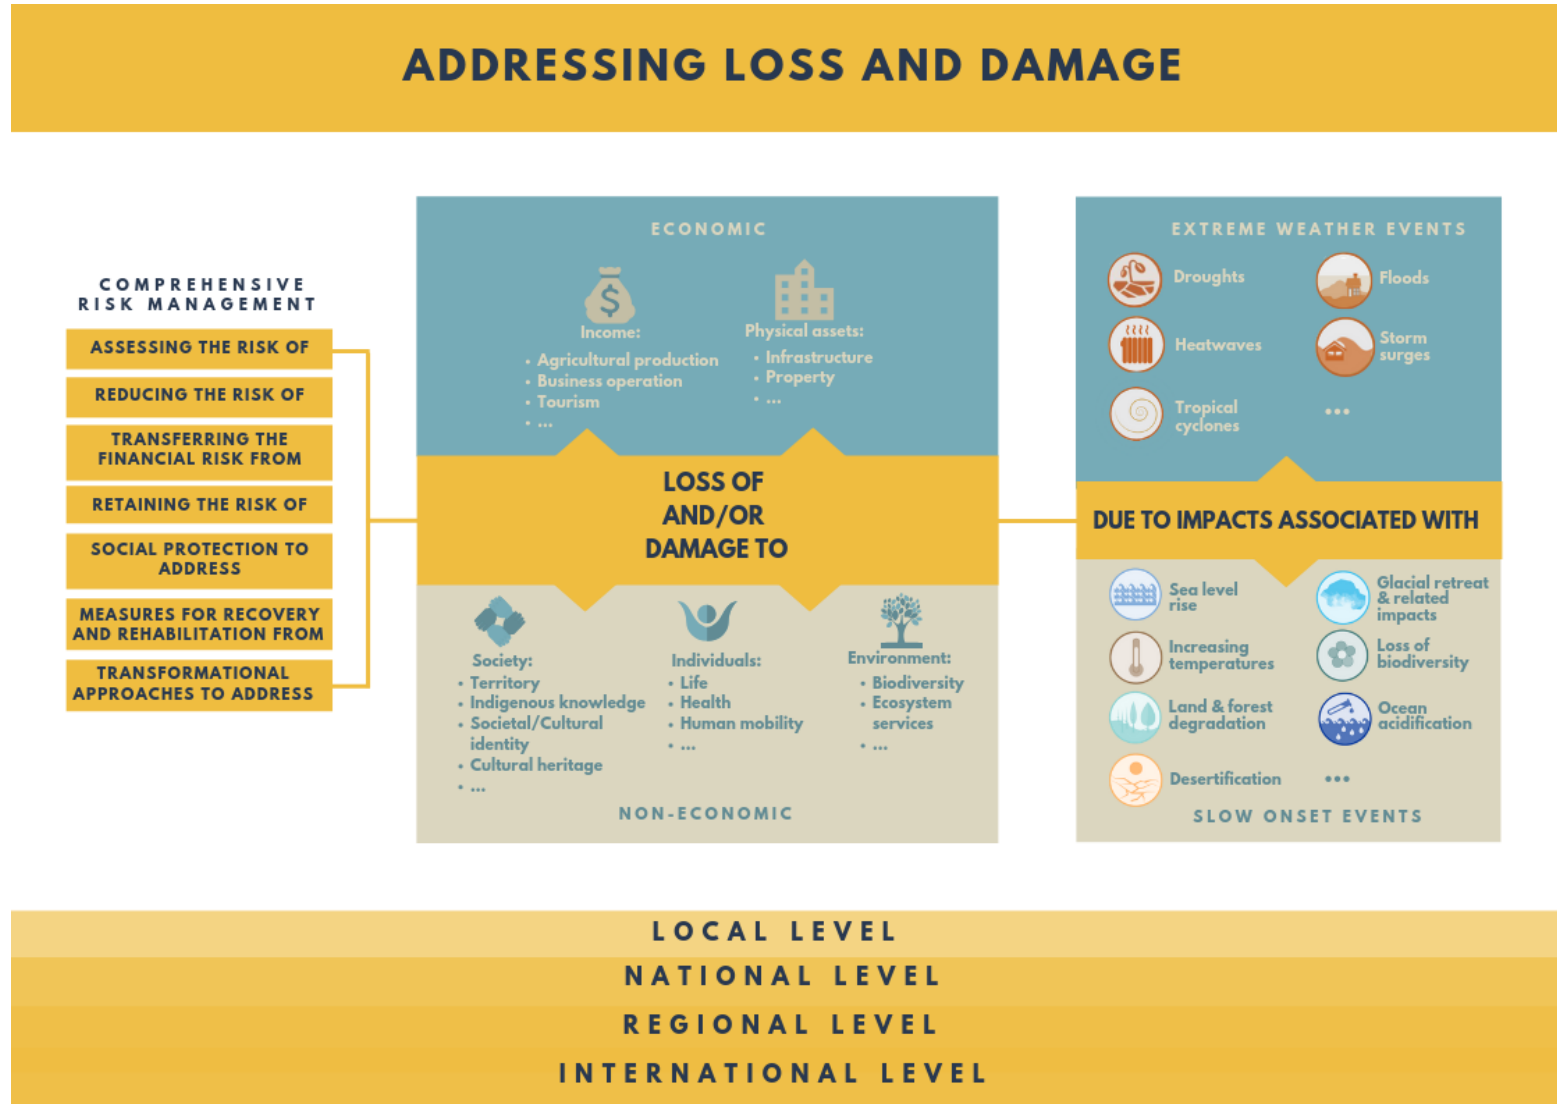 ADDRESSING LOSS AND DAMAGE
COMPREHENSIVE
RISK MANAGEMENT
ASSESSING THE RISK OF
REDUCING THE RISK OF
TRANSFERRING THE
FINANCIAL RISK FROM
RETAINING THE RISK OF
SOCIAL PROTECTION TO
ADDRESS
MEASURES FOR RECOVERY
AND REHABILITATION FROM
TRANSFORMATIONAL
APPROACHES TO ADDRESS
ECONOMIC
$
Income:
• Agricultural production
• Business operation
• Tourism
• ...
Physical assets:
• Infrastructure
• Property
• ...
LOSS OF
AND/OR
DAMAGE TO
Society:
• Territory
• Indigenous knowledge
• Societal/Cultural
identity
• Cultural heritage
• ...
Individuals:
• Life
• Health
• Human mobility
• ...
Environment:
• Biodiversity
• Ecosystem
services
• ...
NON-ECONOMIC
EXTREME WEATHER EVENTS
Droughts
Floods
Heatwaves
Storm
surges
Tropical
cyclones
...
DUE TO IMPACTS ASSOCIATED WITH
Sea level
rise
Glacial retreat
& related
impacts
Increasing
temperatures
Loss of
biodiversity
Land & forest
degradation
Ocean
acidification
Desertification
...
SLOW ONSET EVENTS
LOCAL LEVEL
NATIONAL LEVEL
REGIONAL LEVEL
INTERNATIONAL LEVEL